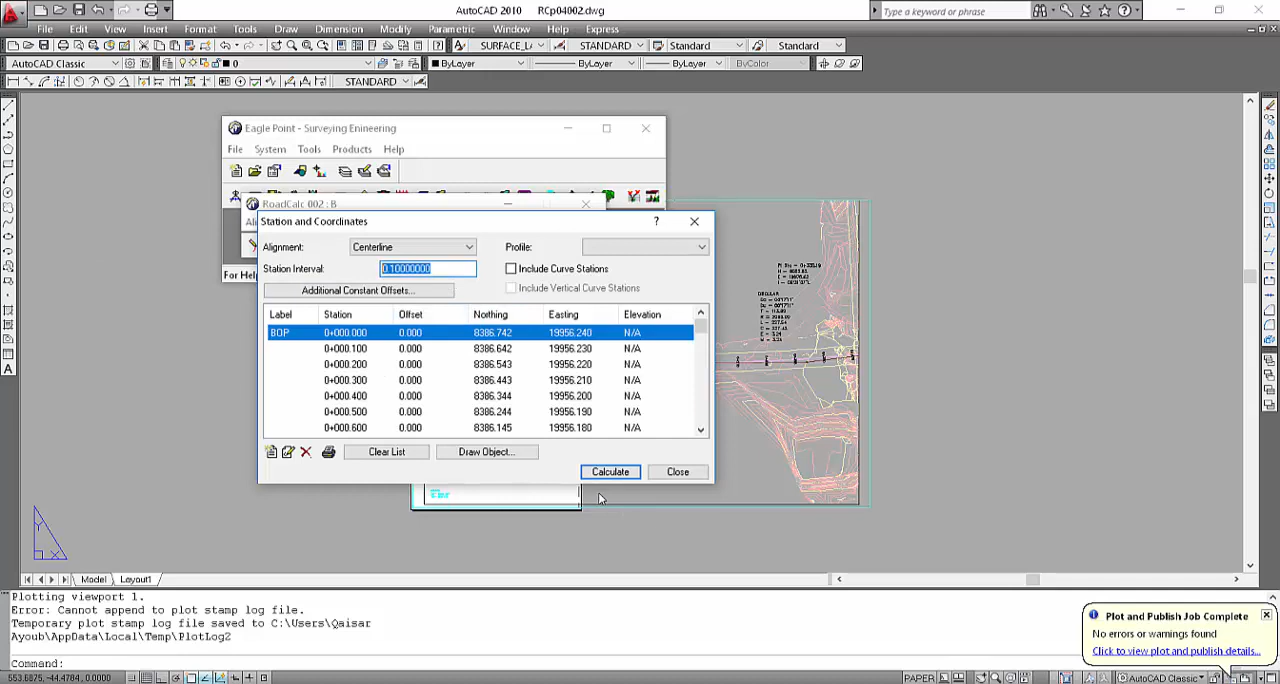 AutoCAD 2010 RCp04002.dwg
Type a keyword or phrase
File Edit View Insert Format Tools Draw Dimension Modify Parametric Window Help Express
SURFACE_L STANDARD Standard Standard
AutoCAD Classic 0 ByLayer ByLayer ByLayer ByColor
STANDARD
Eagle Point - Surveying Enineering
File System Tools Products Help
RoadCalc 002 : B
For Help
Station and Coordinates
?
Alignment: Centerline Profile:
Station Interval: 0.10000000 Include Curve Stations
Additional Constant Offsets... Include Vertical Curve Stations
Label Station Offset Northing Easting Elevation
BOP 0+000.000 0.000 8386.742 19956.240 N/A
0+000.100 0.000 8386.642 19956.230 N/A
0+000.200 0.000 8386.543 19956.220 N/A
0+000.300 0.000 8386.443 19956.210 N/A
0+000.400 0.000 8386.344 19956.200 N/A
0+000.500 0.000 8386.244 19956.190 N/A
0+000.600 0.000 8386.145 19956.180 N/A
Clear List Draw Object...
Calculate Close
CIRCULAR
Model Layout1
Plotting viewport 1.
Error: Cannot append to plot stamp log file.
Temporary plot stamp log file saved to C:\Users\Qaisar
Ayoub\AppData\Local\Temp\PlotLog2
Command:
Plot and Publish Job Complete
No errors or warnings found
Click to view plot and publish details...
553.6875, -44.4784, 0.0000 PAPER AutoCAD Classic